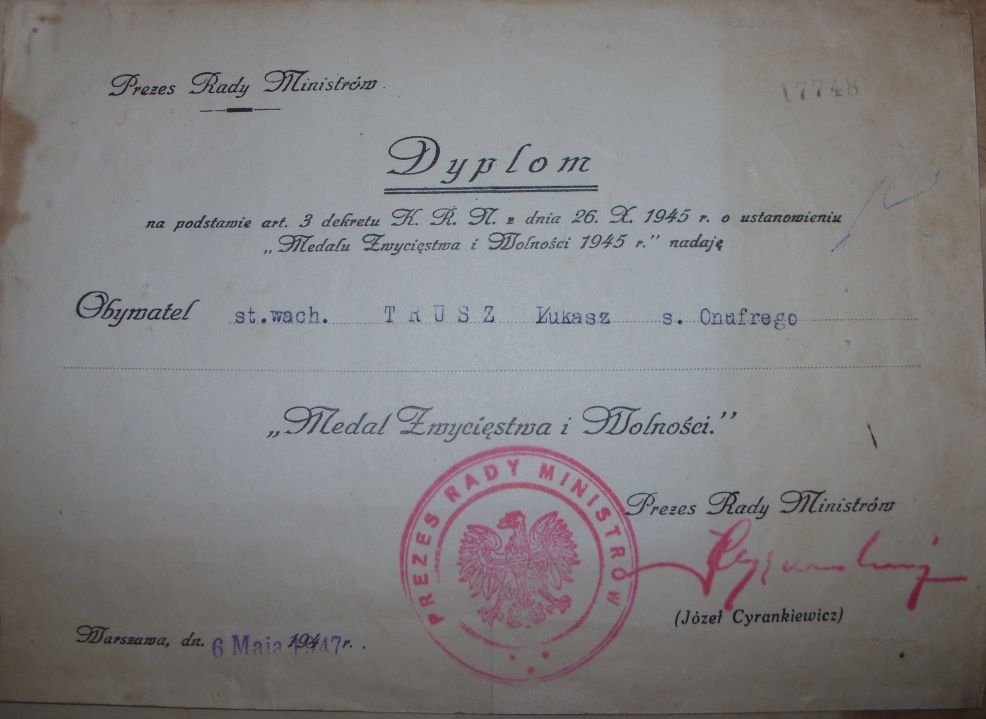 Prezes Rady Ministrów.
17748
Dyplom
na podstawie art. 3 dekretu K. R. N. z dnia 26. X. 1945 r. o ustanowieniu
„Medalu Zwycięstwa i Wolności 1945 r." nadaję
Obywatel st.wach. TRUSZ Łukasz s. Onufrego
„Medal Zwycięstwa i Wolności."
PREZES RADY MINISTRÓW
Prezes Rady Ministrów
(Józef Cyrankiewicz)
Warszawa, dn. 6 Maja 1947 r.